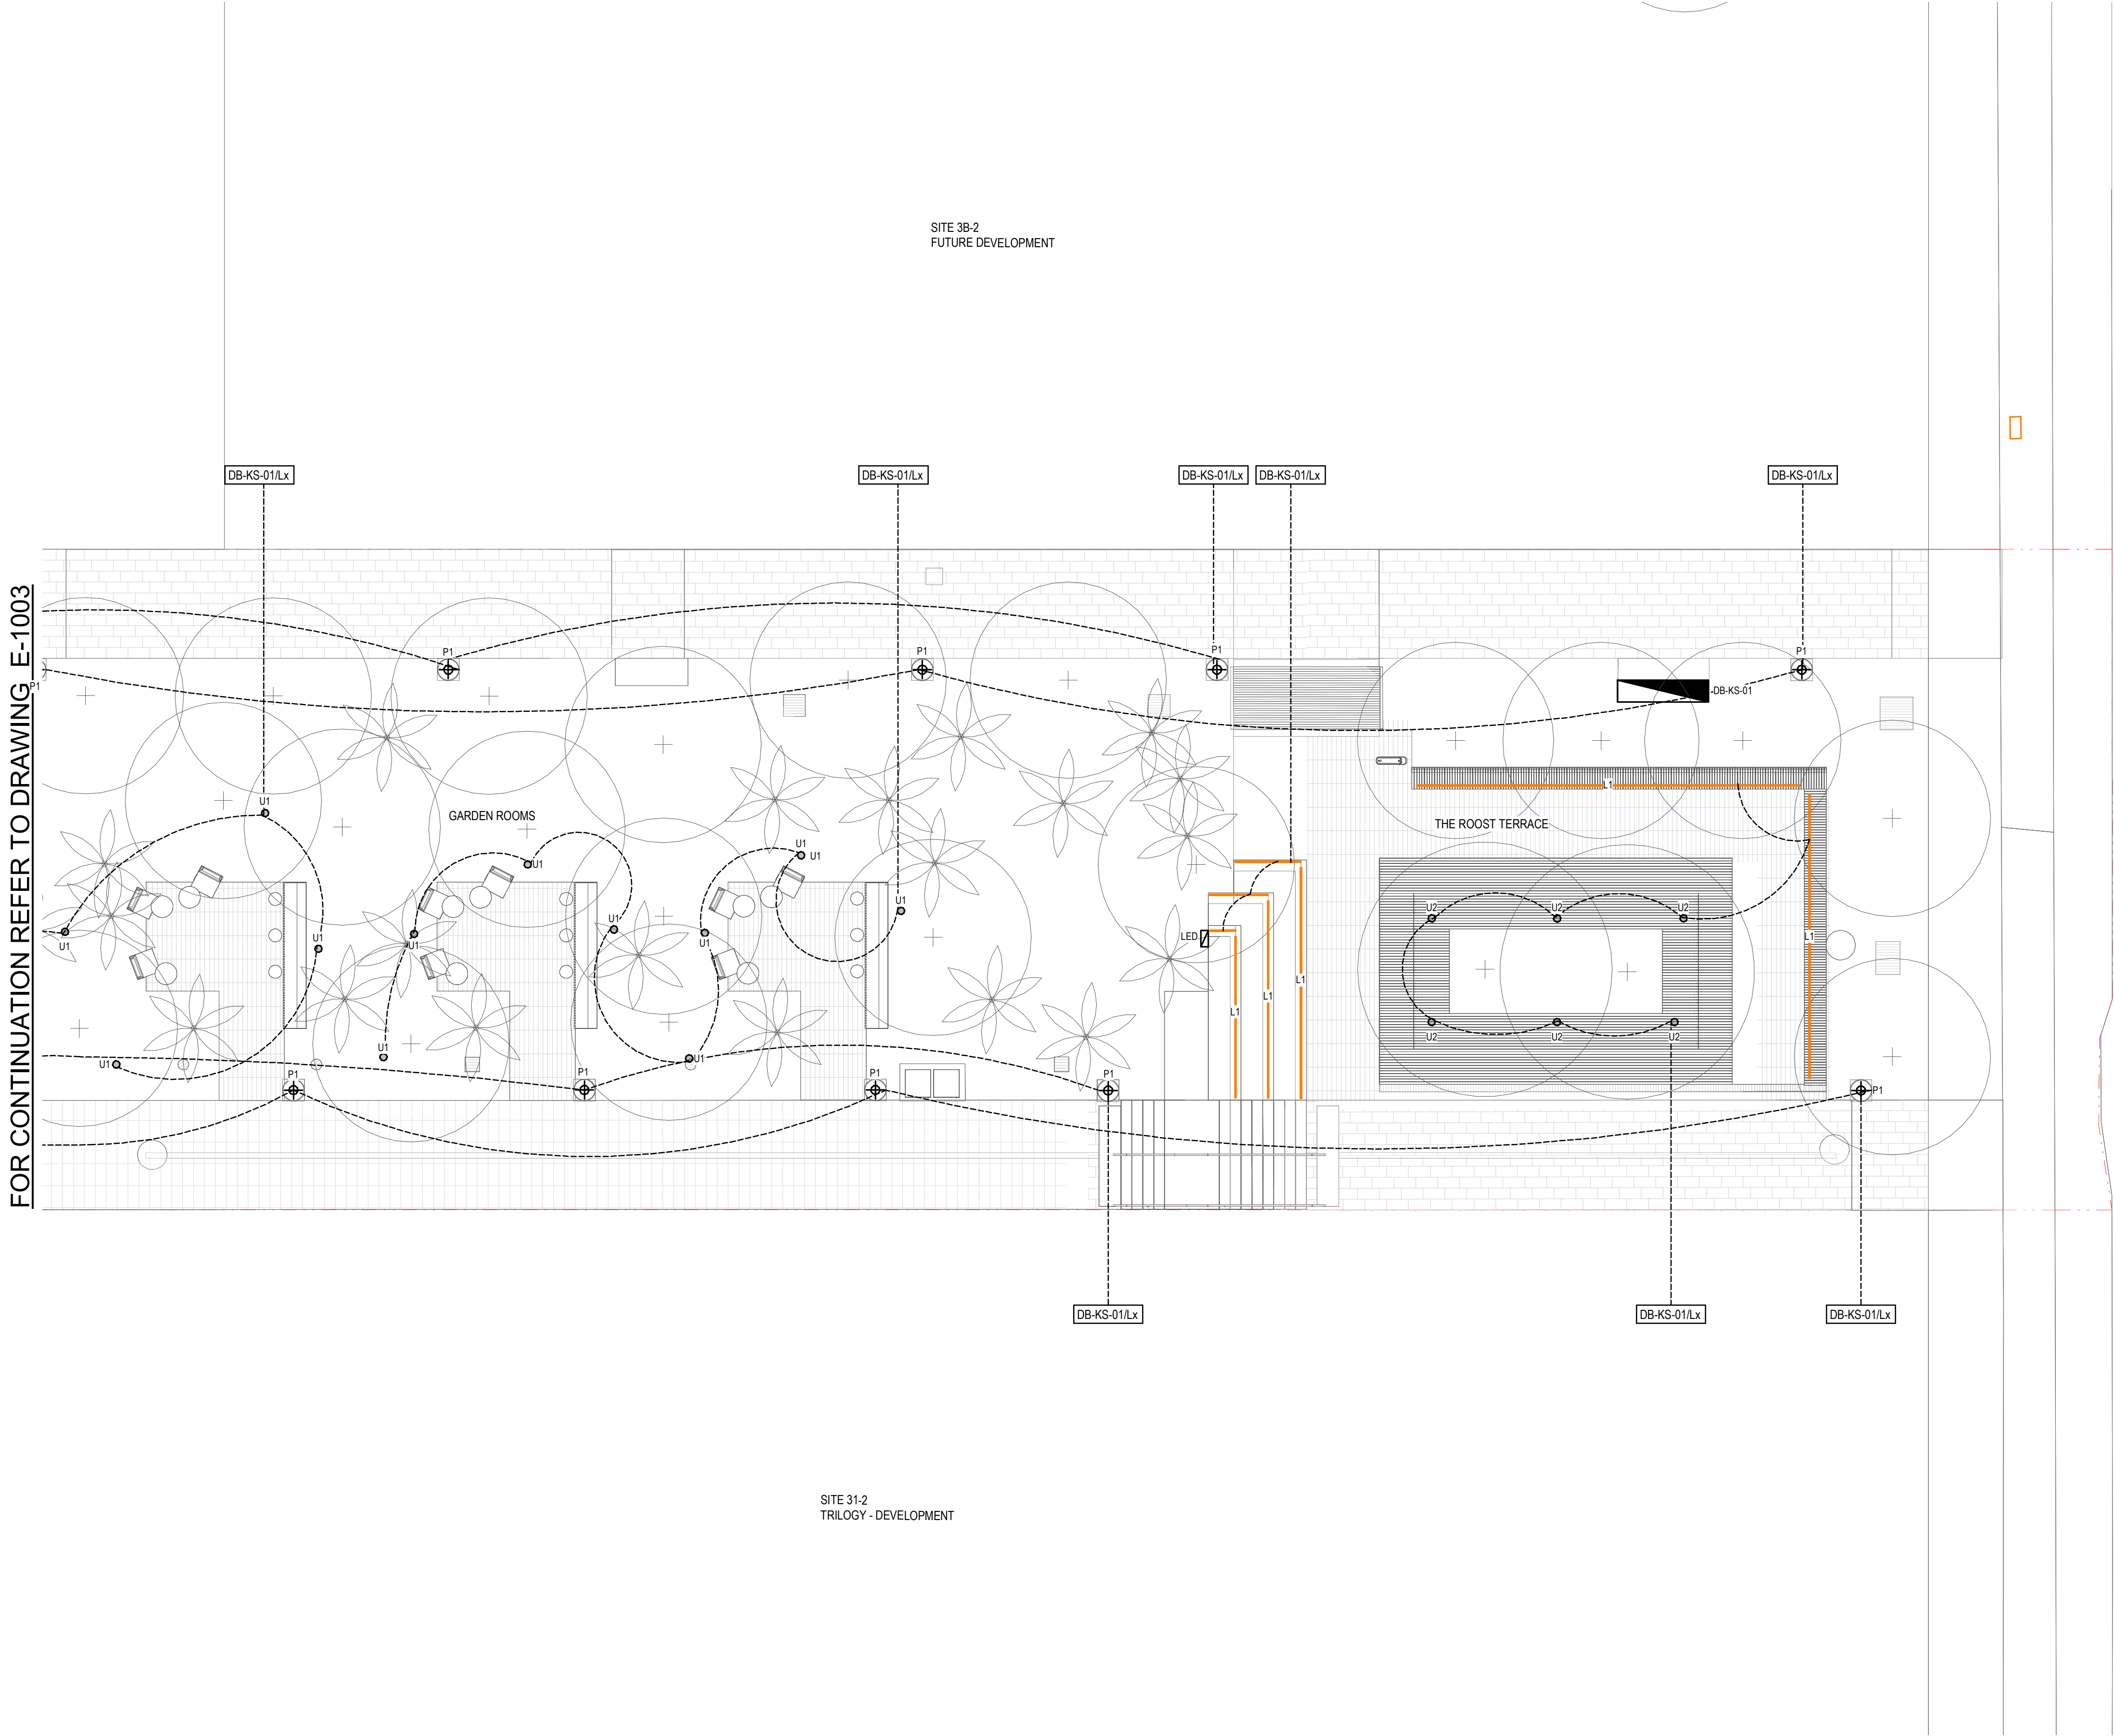 SITE 3B-2
FUTURE DEVELOPMENT
DB-KS-01/Lx
DB-KS-01/Lx
DB-KS-01/Lx
DB-KS-01/Lx
DB-KS-01/Lx
FOR CONTINUATION REFER TO DRAWING E-1003
P1
P1
P1
P1
P1
DB-KS-01
L1
U1
GARDEN ROOMS
THE ROOST TERRACE
U1
U1
U1
U1
U1
U2
U2
U2
U1
U1
U1
U1
LED
L1
L1
L1
L1
U2
U2
U2
U1
U1
U1
P1
P1
P1
P1
P1
DB-KS-01/Lx
DB-KS-01/Lx
DB-KS-01/Lx
SITE 31-2
TRILOGY - DEVELOPMENT